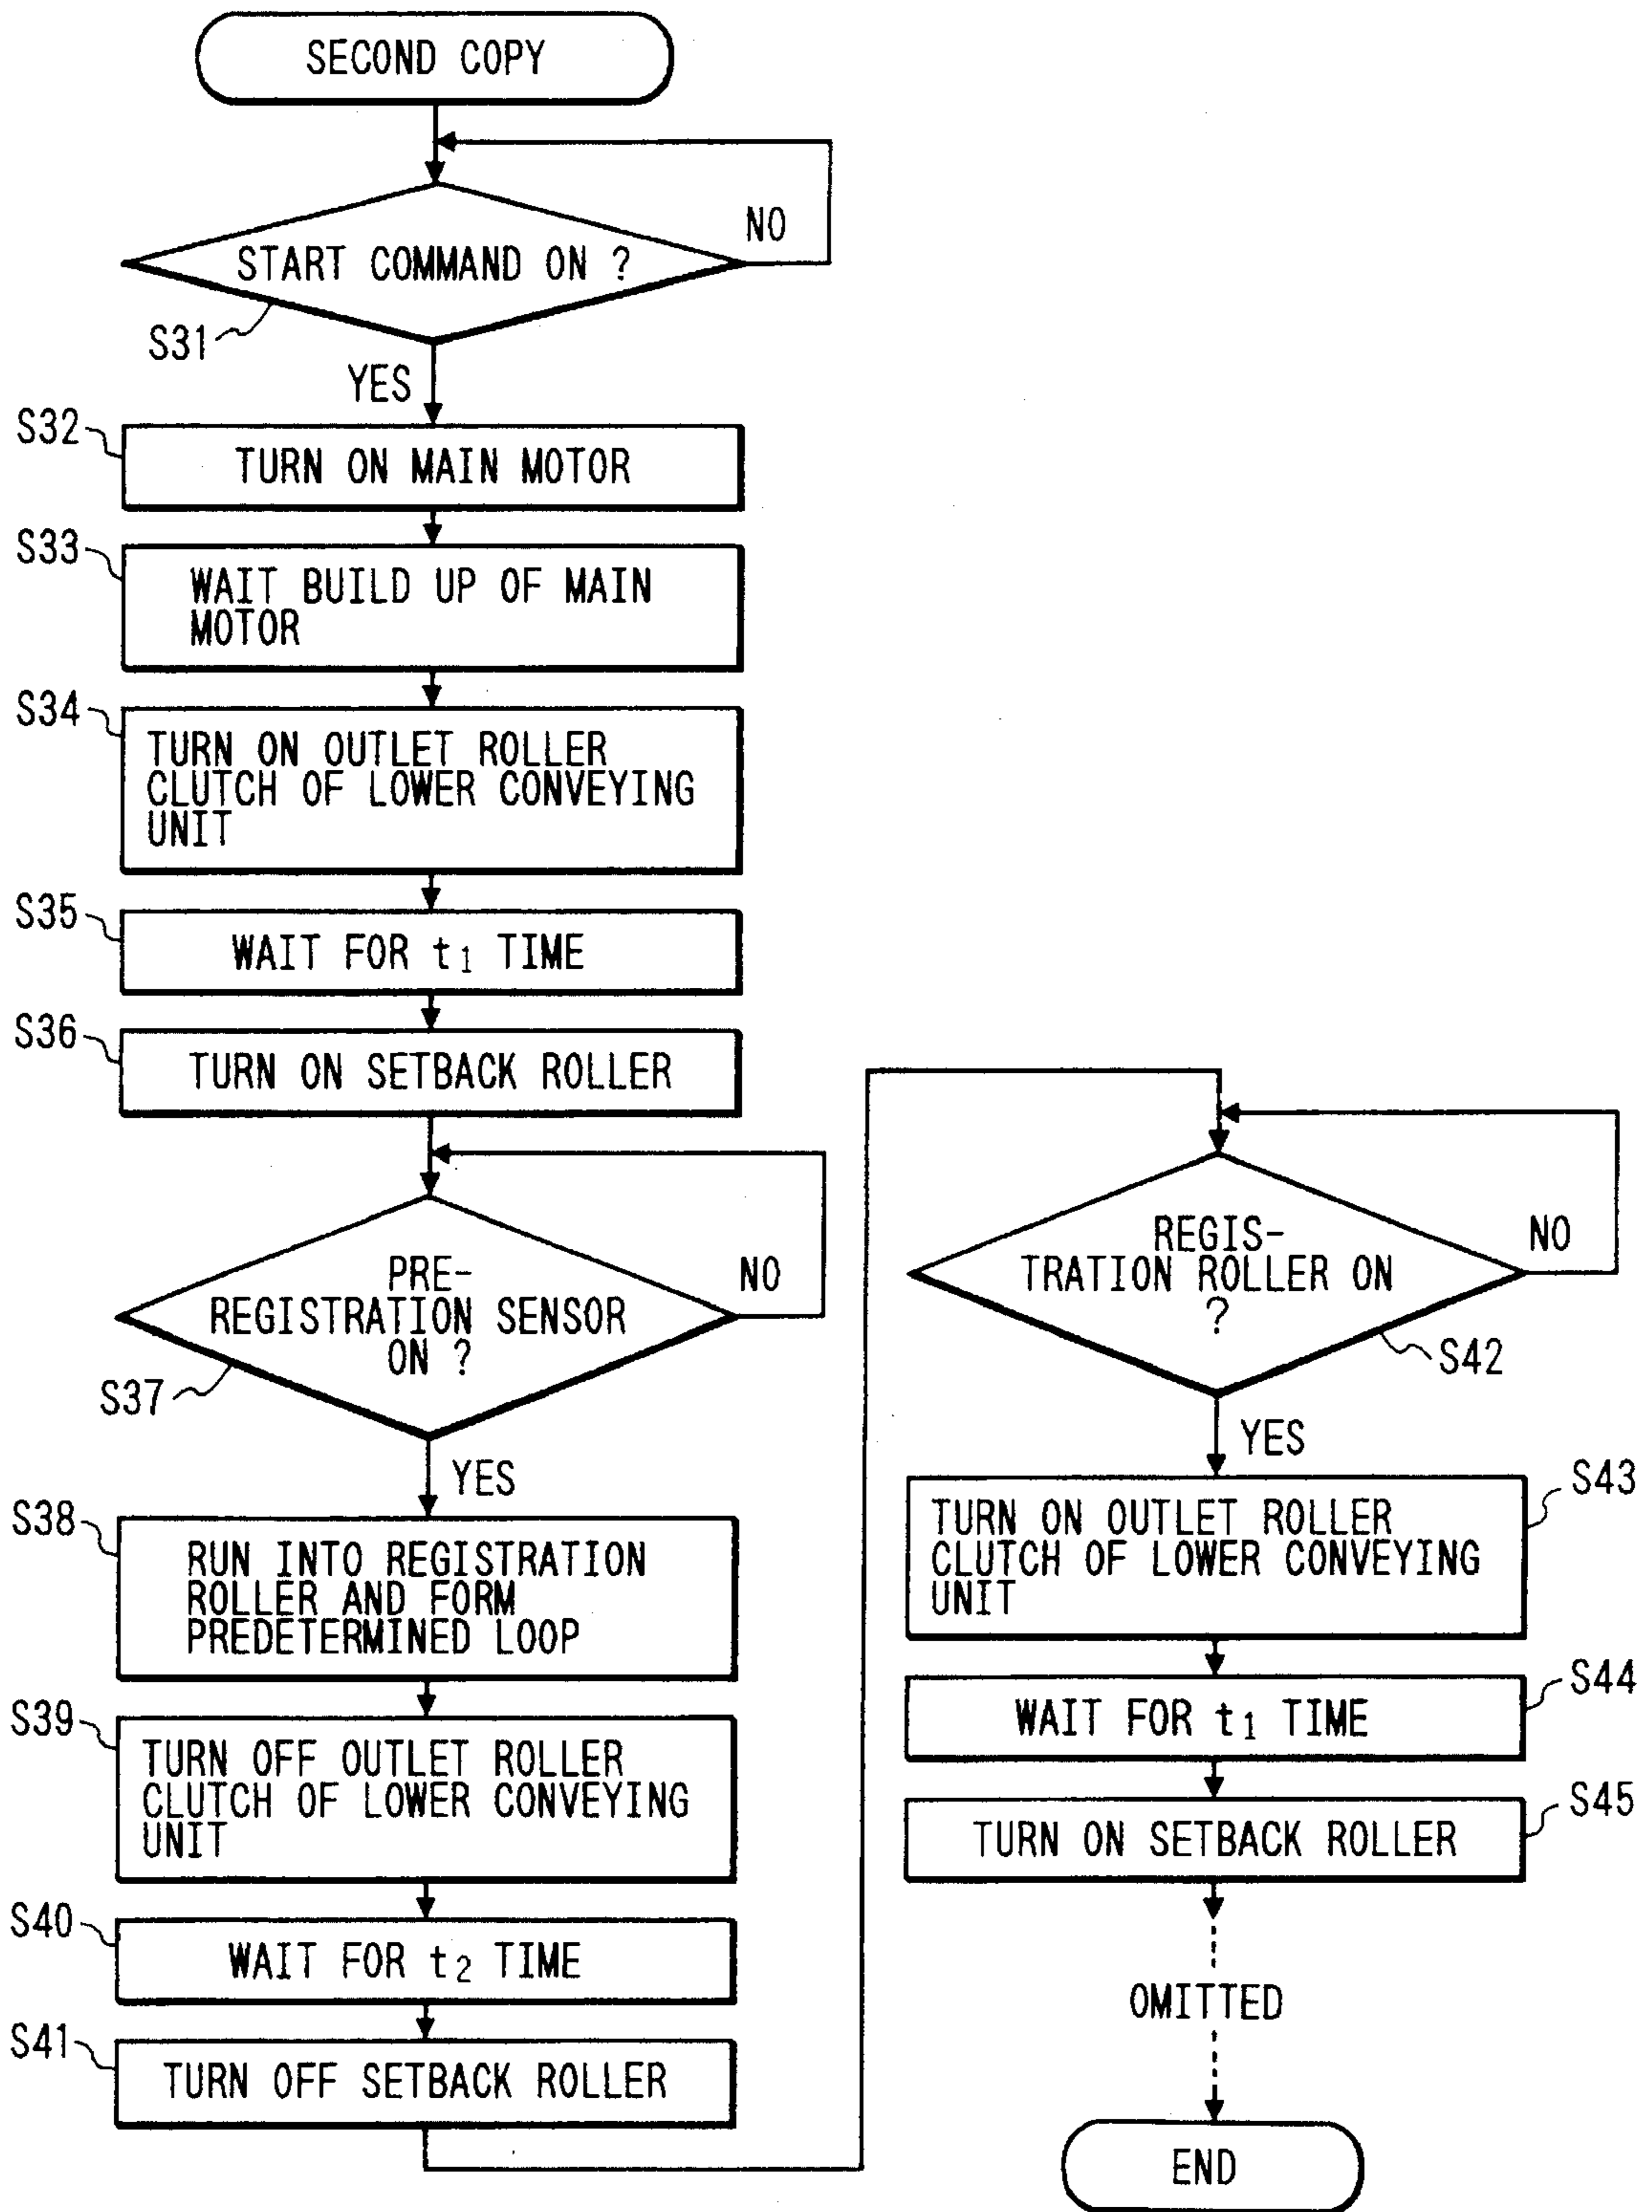 SECOND COPY
START COMMAND ON ?
NO
S31
YES
S32
TURN ON MAIN MOTOR
S33
WAIT BUILD UP OF MAIN
MOTOR
S34
TURN ON OUTLET ROLLER
CLUTCH OF LOWER CONVEYING
UNIT
S35
WAIT FOR t₁ TIME
S36
TURN ON SETBACK ROLLER
PRE-
REGISTRATION SENSOR
ON ?
NO
S37
YES
S38
RUN INTO REGISTRATION
ROLLER AND FORM
PREDETERMINED LOOP
S39
TURN OFF OUTLET ROLLER
CLUTCH OF LOWER CONVEYING
UNIT
S40
WAIT FOR t₂ TIME
S41
TURN OFF SETBACK ROLLER
REGIS-
TRATION ROLLER ON
?
NO
S42
YES
S43
TURN ON OUTLET ROLLER
CLUTCH OF LOWER CONVEYING
UNIT
S44
WAIT FOR t₁ TIME
S45
TURN ON SETBACK ROLLER
OMITTED
END